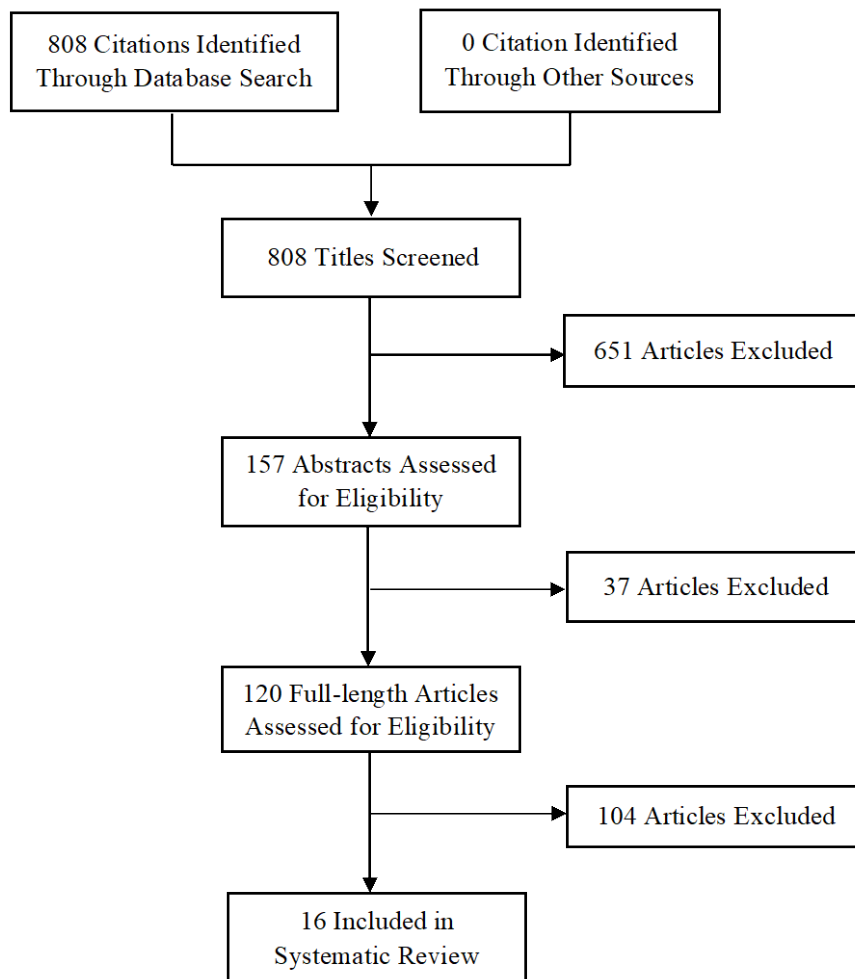 808 Citations Identified
Through Database Search
0 Citation Identified
Through Other Sources
808 Titles Screened
651 Articles Excluded
157 Abstracts Assessed
for Eligibility
37 Articles Excluded
120 Full-length Articles
Assessed for Eligibility
104 Articles Excluded
16 Included in
Systematic Review